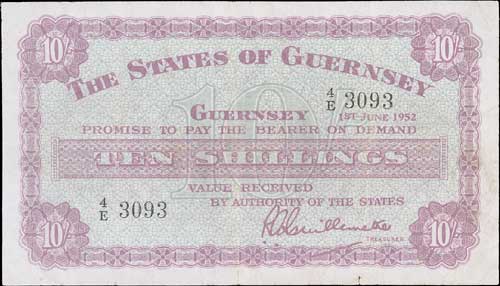 10/- 10/-
THE STATES OF GUERNSEY
10
GUERNSEY
4/E 3093
1ST JUNE 1952
PROMISE TO PAY THE BEARER ON DEMAND
TEN SHILLINGS
VALUE RECEIVED
4/E 3093
BY AUTHORITY OF THE STATES
TREASURER
10/- 10/-